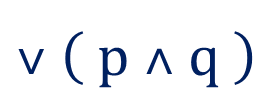 ∨ ( p ∧ q )